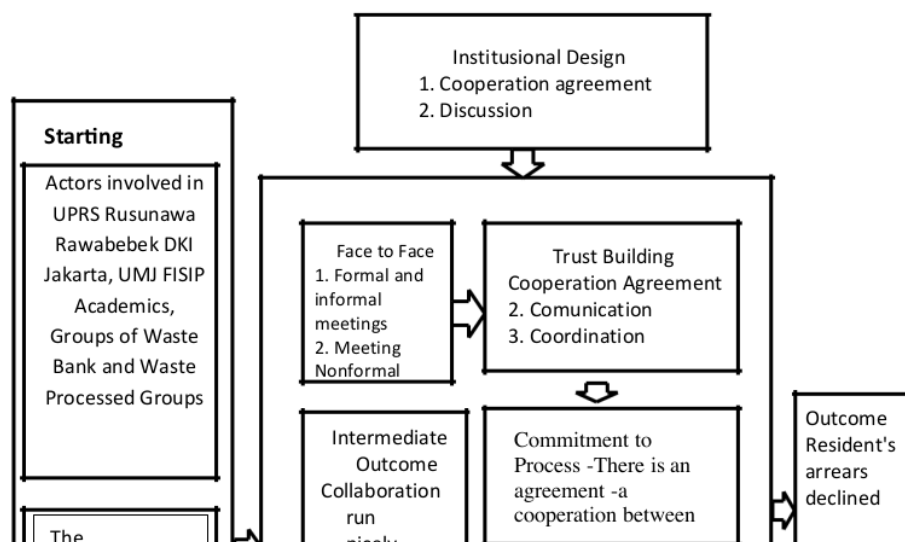 Institusional Design
1. Cooperation agreement
2. Discussion
Starting
Actors involved in
UPRS Rusunawa
Rawabebek DKI
Jakarta, UMJ FISIP
Academics,
Groups of Waste
Bank and Waste
Processed Groups
The
Face to Face
1. Formal and
informal
meetings
2. Meeting
Nonformal
Trust Building
Cooperation Agreement
2. Comunication
3. Coordination
Intermediate
Outcome
Collaboration
run
nicely
Commitment to
Process -There is an
agreement -a
cooperation between
Outcome
Resident's
arrears
declined